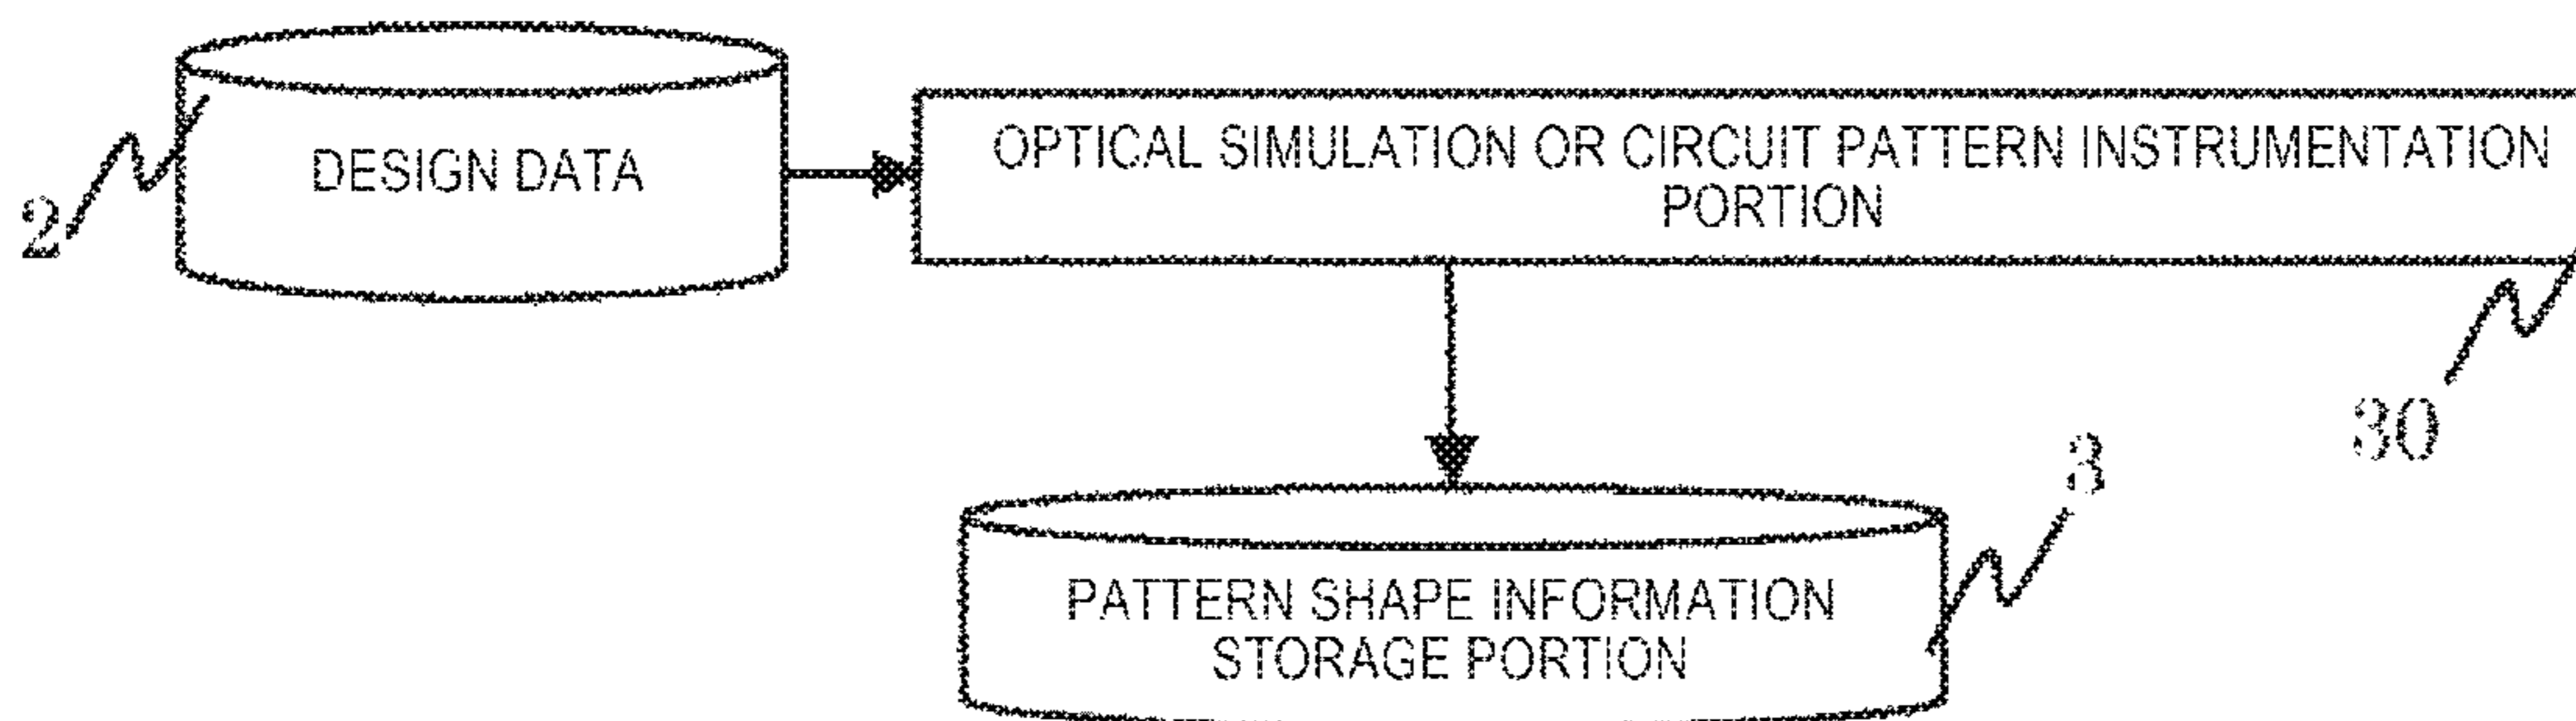 DESIGN DATA
OPTICAL SIMULATION OR CIRCUIT PATTERN INSTRUMENTATION
PORTION
2
30
3
PATTERN SHAPE INFORMATION
STORAGE PORTION